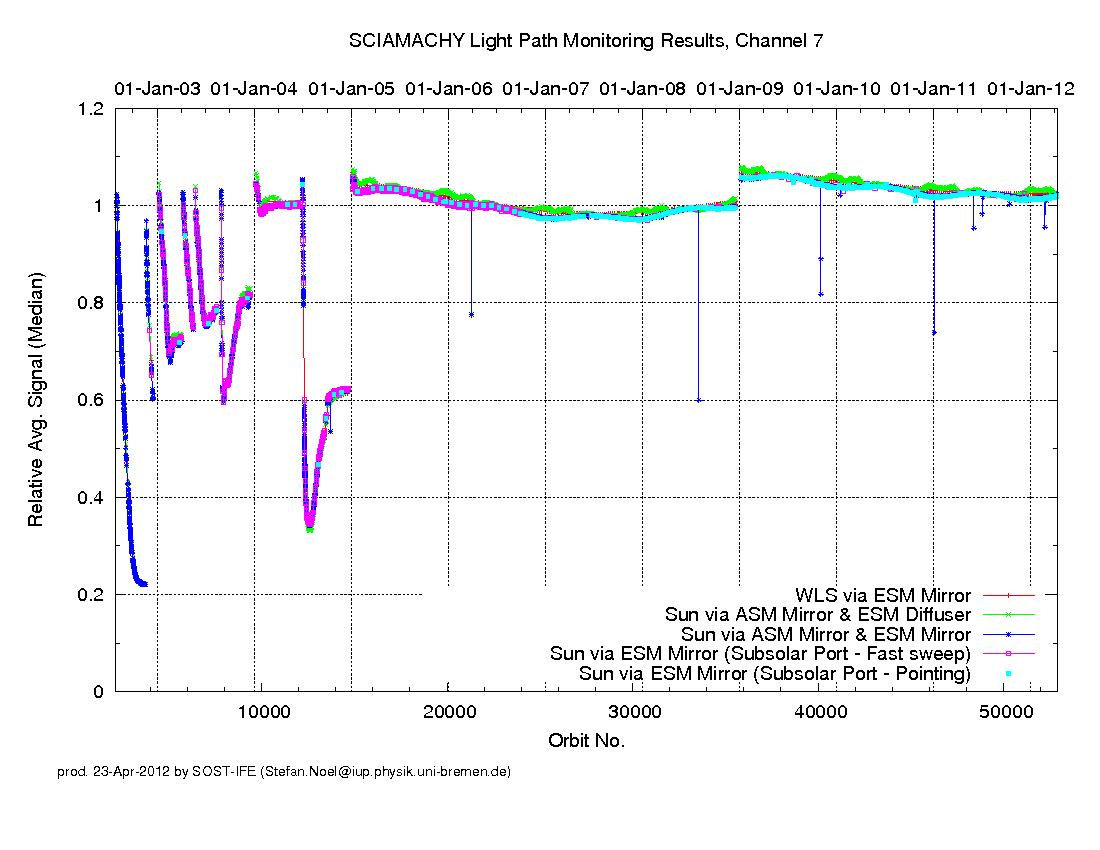 SCIAMACHY Light Path Monitoring Results, Channel 7
01-Jan-03 01-Jan-04 01-Jan-05 01-Jan-06 01-Jan-07 01-Jan-08 01-Jan-09 01-Jan-10 01-Jan-11 01-Jan-12
1.2
1
0.8
0.6
0.4
0.2
0
Relative Avg. Signal (Median)
WLS via ESM Mirror
Sun via ASM Mirror & ESM Diffuser
Sun via ASM Mirror & ESM Mirror
Sun via ESM Mirror (Subsolar Port - Fast sweep)
Sun via ESM Mirror (Subsolar Port - Pointing)
10000 20000 30000 40000 50000
Orbit No.
prod. 23-Apr-2012 by SOST-IFE (Stefan.Noel@iup.physik.uni-bremen.de)